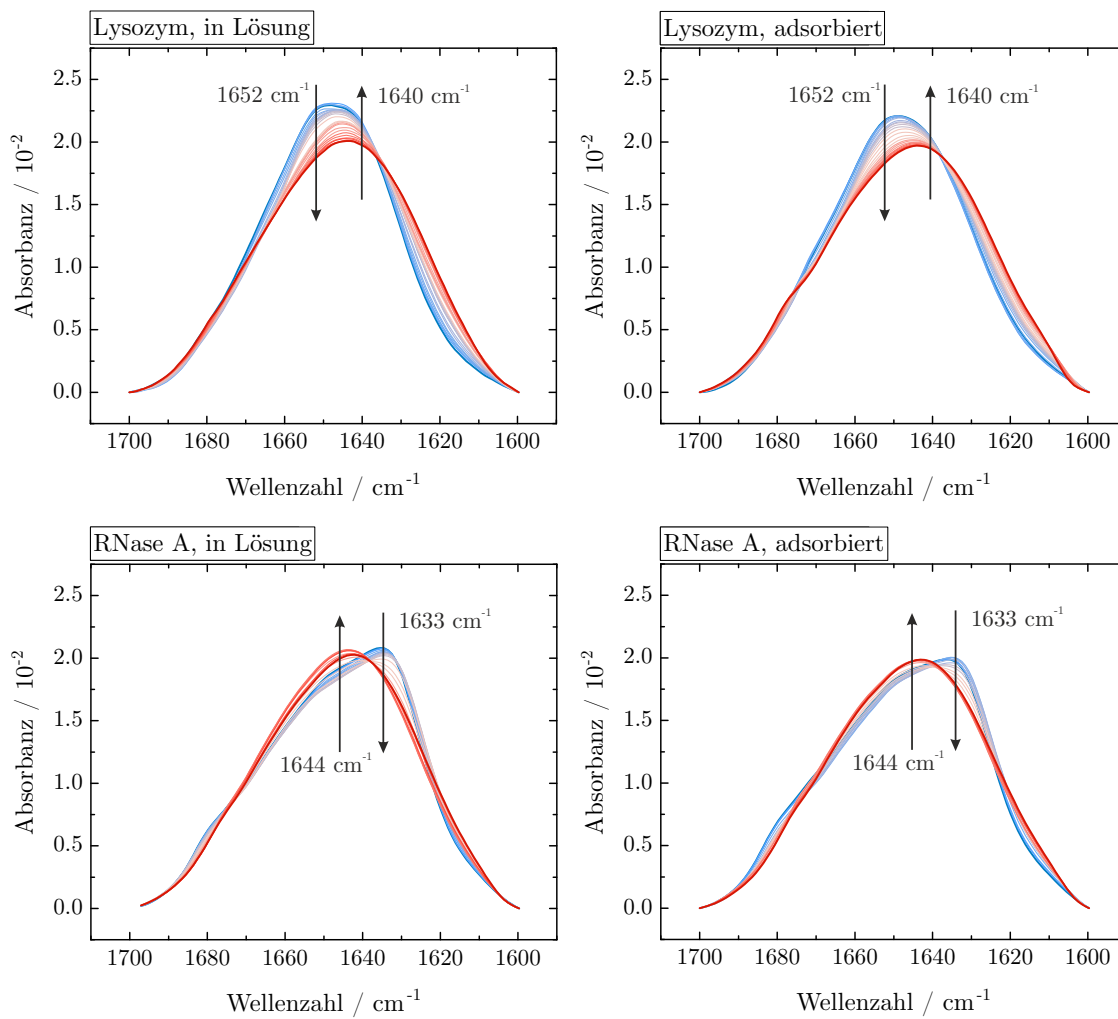 Lysozym, in Lösung
2.5
2.0
1.5
1.0
0.5
0.0
Absorbanz / 10⁻²
1652 cm⁻¹
1640 cm⁻¹
1700 1680 1660 1640 1620 1600
Wellenzahl / cm⁻¹
Lysozym, adsorbiert
2.5
2.0
1.5
1.0
0.5
0.0
Absorbanz / 10⁻²
1652 cm⁻¹
1640 cm⁻¹
1700 1680 1660 1640 1620 1600
Wellenzahl / cm⁻¹
RNase A, in Lösung
2.5
2.0
1.5
1.0
0.5
0.0
Absorbanz / 10⁻²
1633 cm⁻¹
1644 cm⁻¹
1700 1680 1660 1640 1620 1600
Wellenzahl / cm⁻¹
RNase A, adsorbiert
2.5
2.0
1.5
1.0
0.5
0.0
Absorbanz / 10⁻²
1633 cm⁻¹
1644 cm⁻¹
1700 1680 1660 1640 1620 1600
Wellenzahl / cm⁻¹